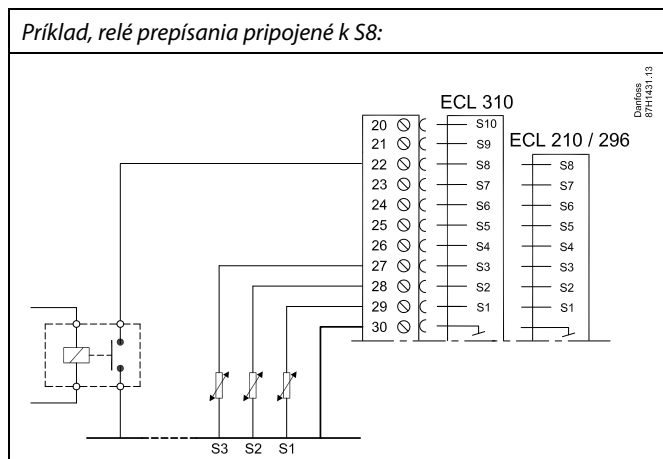 Príklad, relé prepísania pripojené k S8:
Danfoss
87H1431.13
ECL 310
ECL 210 / 296
20 S10
21 S9
22 S8 S8
23 S7 S7
24 S6 S6
25 S5 S5
26 S4 S4
27 S3 S3
28 S2 S2
29 S1 S1
30
S3 S2 S1